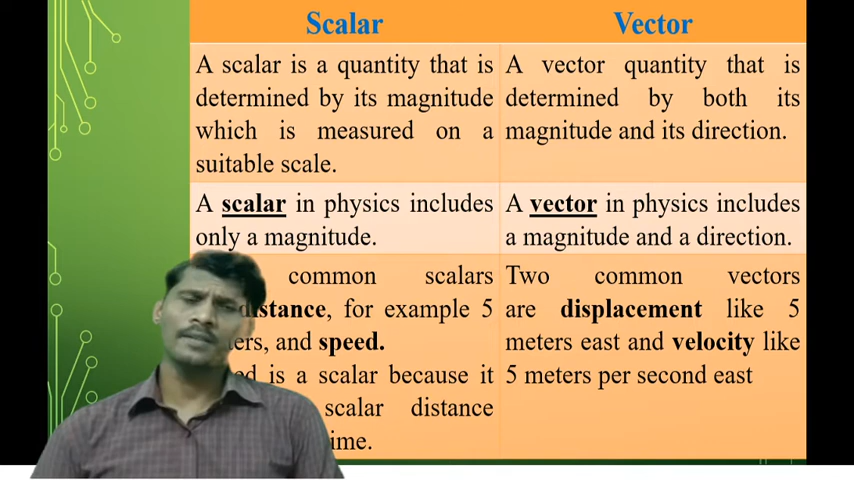 Scalar
Vector
A scalar is a quantity that is
determined by its magnitude
which is measured on a
suitable scale.
A vector quantity that is
determined by both its
magnitude and its direction.
A scalar in physics includes
only a magnitude.
A vector in physics includes
a magnitude and a direction.
common scalars
distance, for example 5
and speed.
is a scalar because it
scalar distance
Two common vectors
are displacement like 5
meters east and velocity like
5 meters per second east